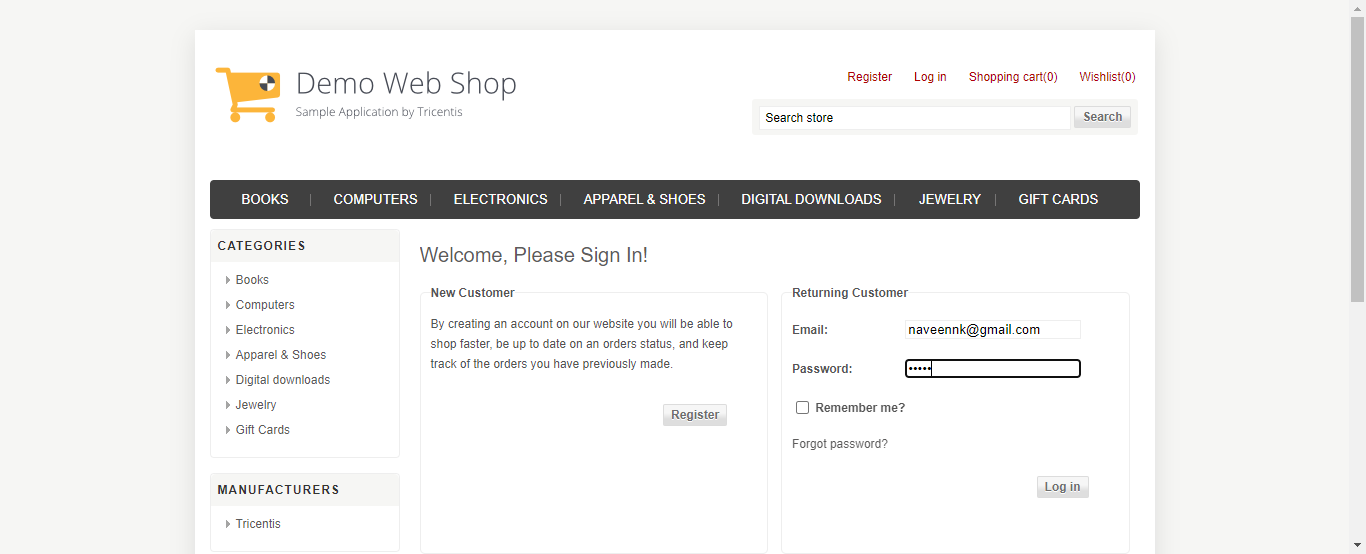 Demo Web Shop
Sample Application by Tricentis
Register Log in Shopping cart(0) Wishlist(0)
Search store Search
BOOKS COMPUTERS ELECTRONICS APPAREL & SHOES DIGITAL DOWNLOADS JEWELRY GIFT CARDS
CATEGORIES
Books
Computers
Electronics
Apparel & Shoes
Digital downloads
Jewelry
Gift Cards
MANUFACTURERS
Tricentis
Welcome, Please Sign In!
New Customer
By creating an account on our website you will be able to
shop faster, be up to date on an orders status, and keep
track of the orders you have previously made.
Register
Returning Customer
Email: naveennk@gmail.com
Password: •••••
Remember me?
Forgot password?
Log in